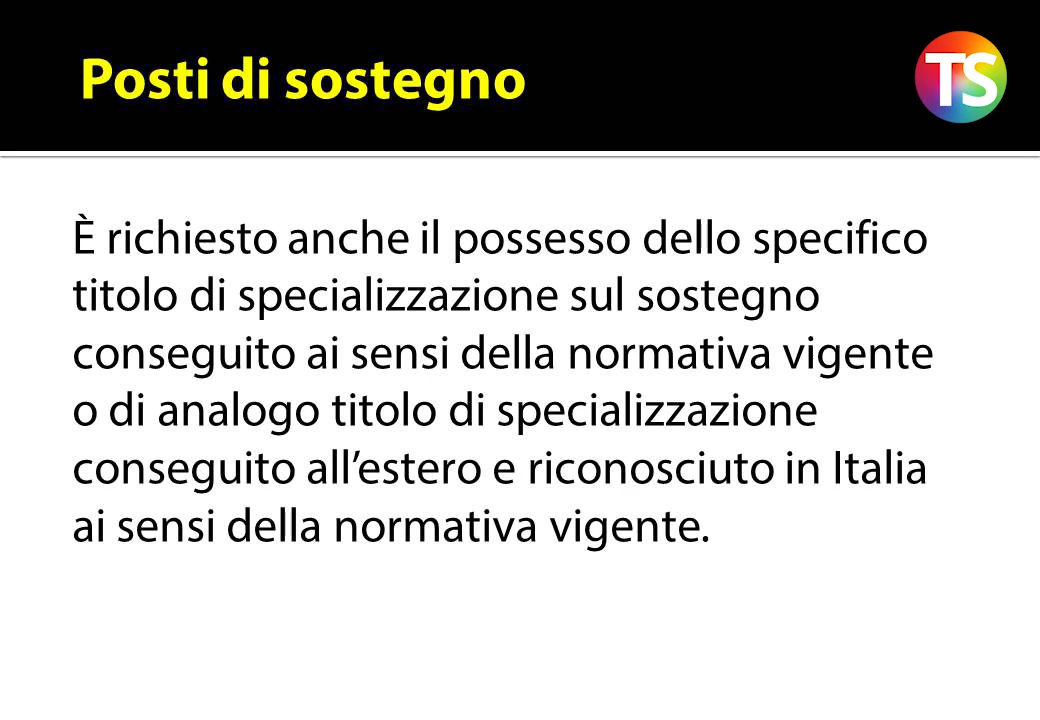 Posti di sostegno
TS
È richiesto anche il possesso dello specifico
titolo di specializzazione sul sostegno
conseguito ai sensi della normativa vigente
o di analogo titolo di specializzazione
conseguito all’estero e riconosciuto in Italia
ai sensi della normativa vigente.